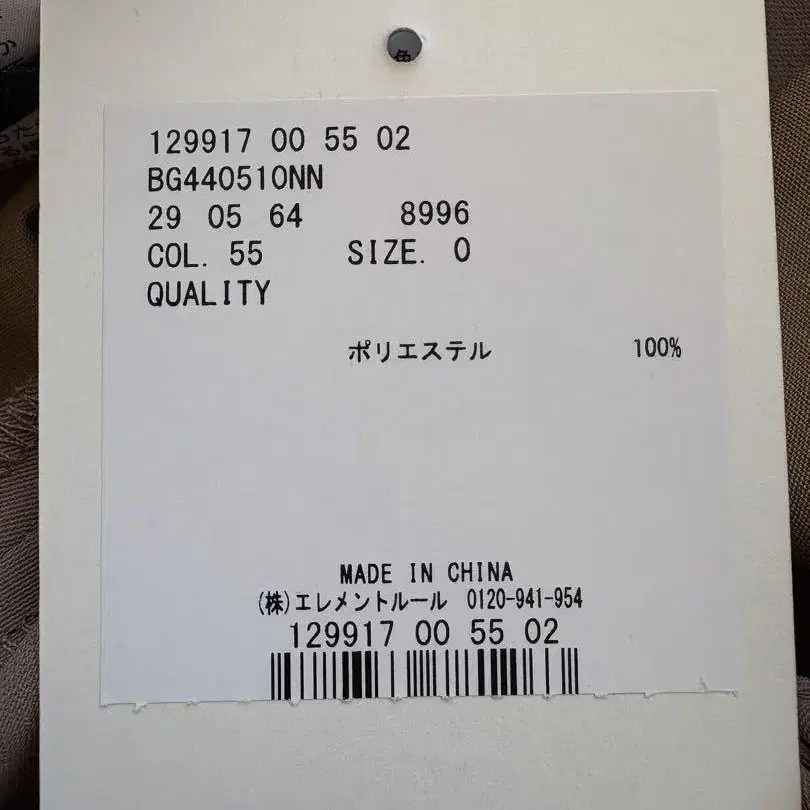 色
129917 00 55 02
BG440510NN
29 05 64 8996
COL. 55 SIZE. 0
QUALITY
ポリエステル 100%
MADE IN CHINA
(株)エレメントルール 0120-941-954
129917 00 55 02